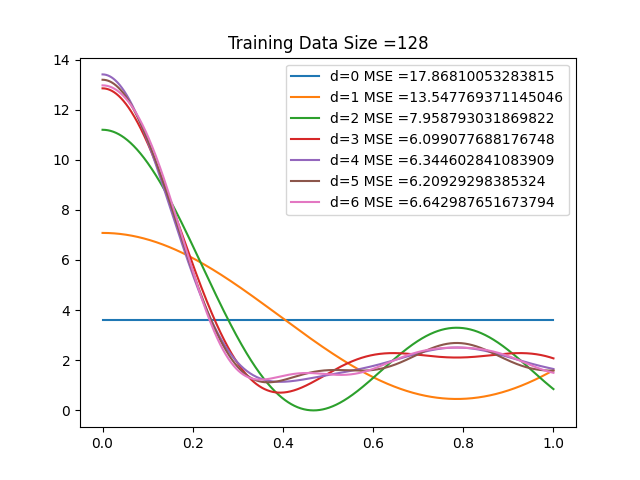 Training Data Size =128
d=0 MSE =17.86810053283815
d=1 MSE =13.547769371145046
d=2 MSE =7.958793031869822
d=3 MSE =6.099077688176748
d=4 MSE =6.344602841083909
d=5 MSE =6.20929298385324
d=6 MSE =6.642987651673794
14
12
10
8
6
4
2
0
0.0 0.2 0.4 0.6 0.8 1.0